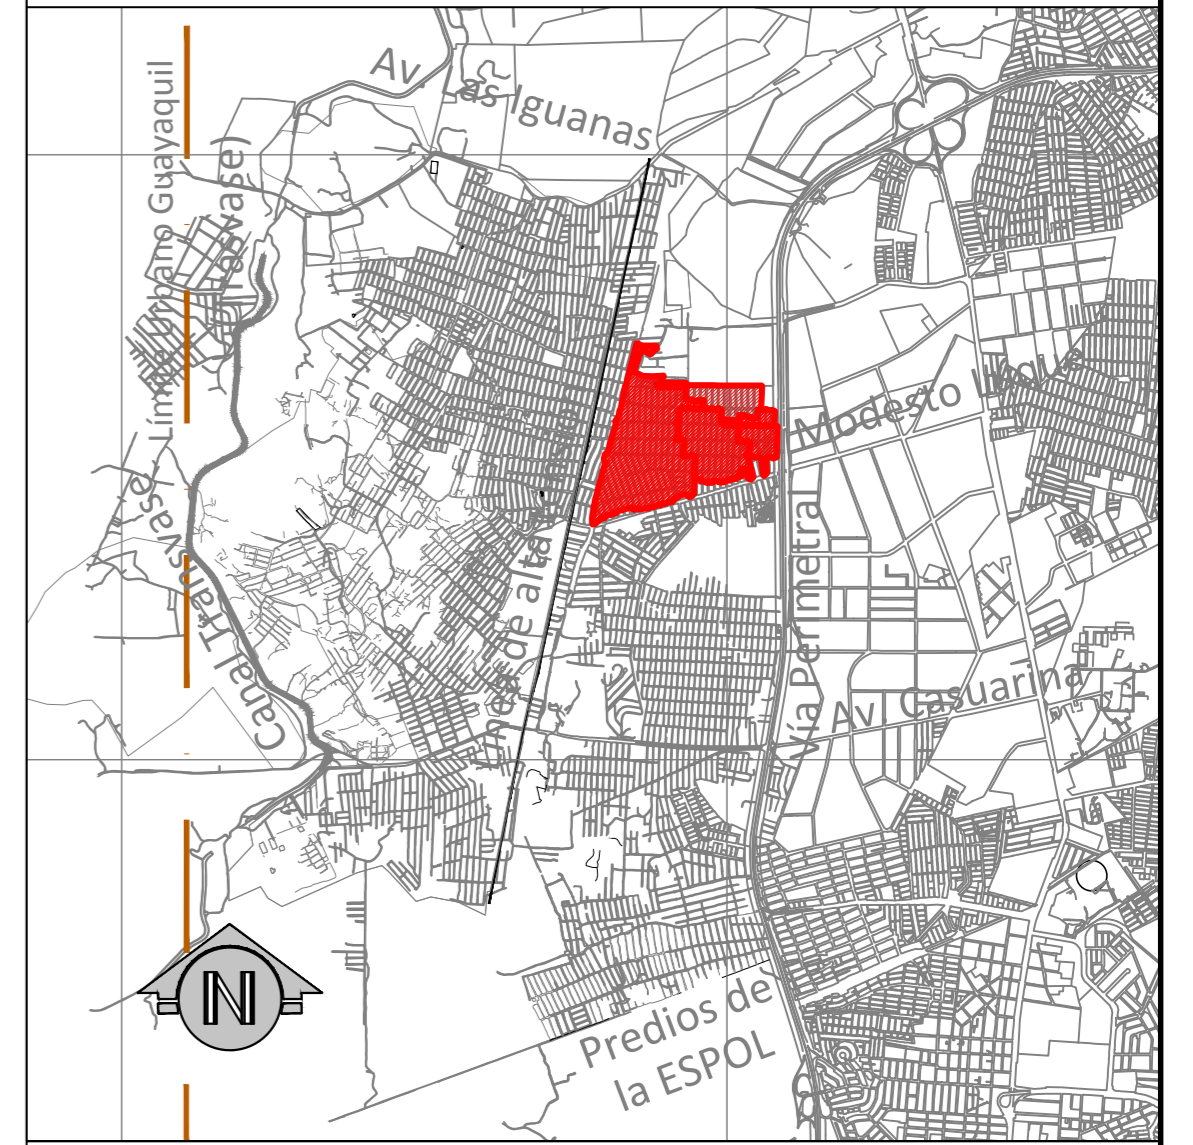 Av. Las Iguanas
Límite Urbano Guayaquil
(Trasvase)
Modesto Luque
Línea de alta tensión
Canal Trasvase
Vía Perimetral
Av. Casuarina
N
Predios de
la ESPOL